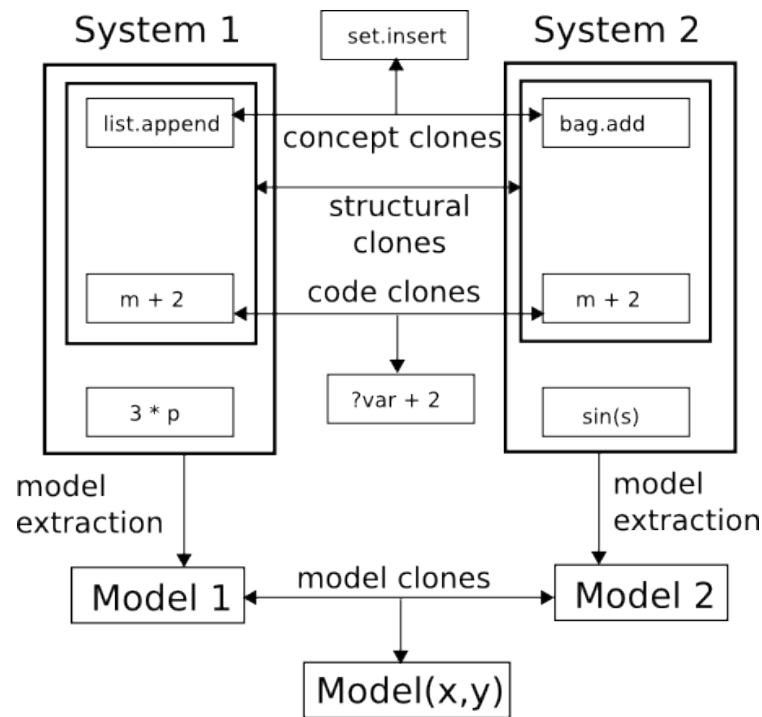 System 1
set.insert
System 2
list.append
bag.add
concept clones
structural
clones
m + 2
code clones
m + 2
?var + 2
3 * p
sin(s)
model
extraction
model
extraction
Model 1
model clones
Model 2
Model(x,y)